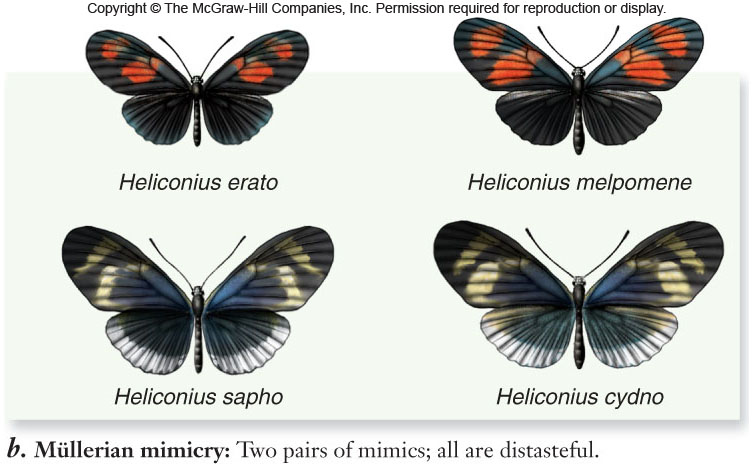 Copyright © The McGraw-Hill Companies, Inc. Permission required for reproduction or display.
Heliconius erato
Heliconius melpomene
Heliconius sapho
Heliconius cydno
b. Müllerian mimicry: Two pairs of mimics; all are distasteful.